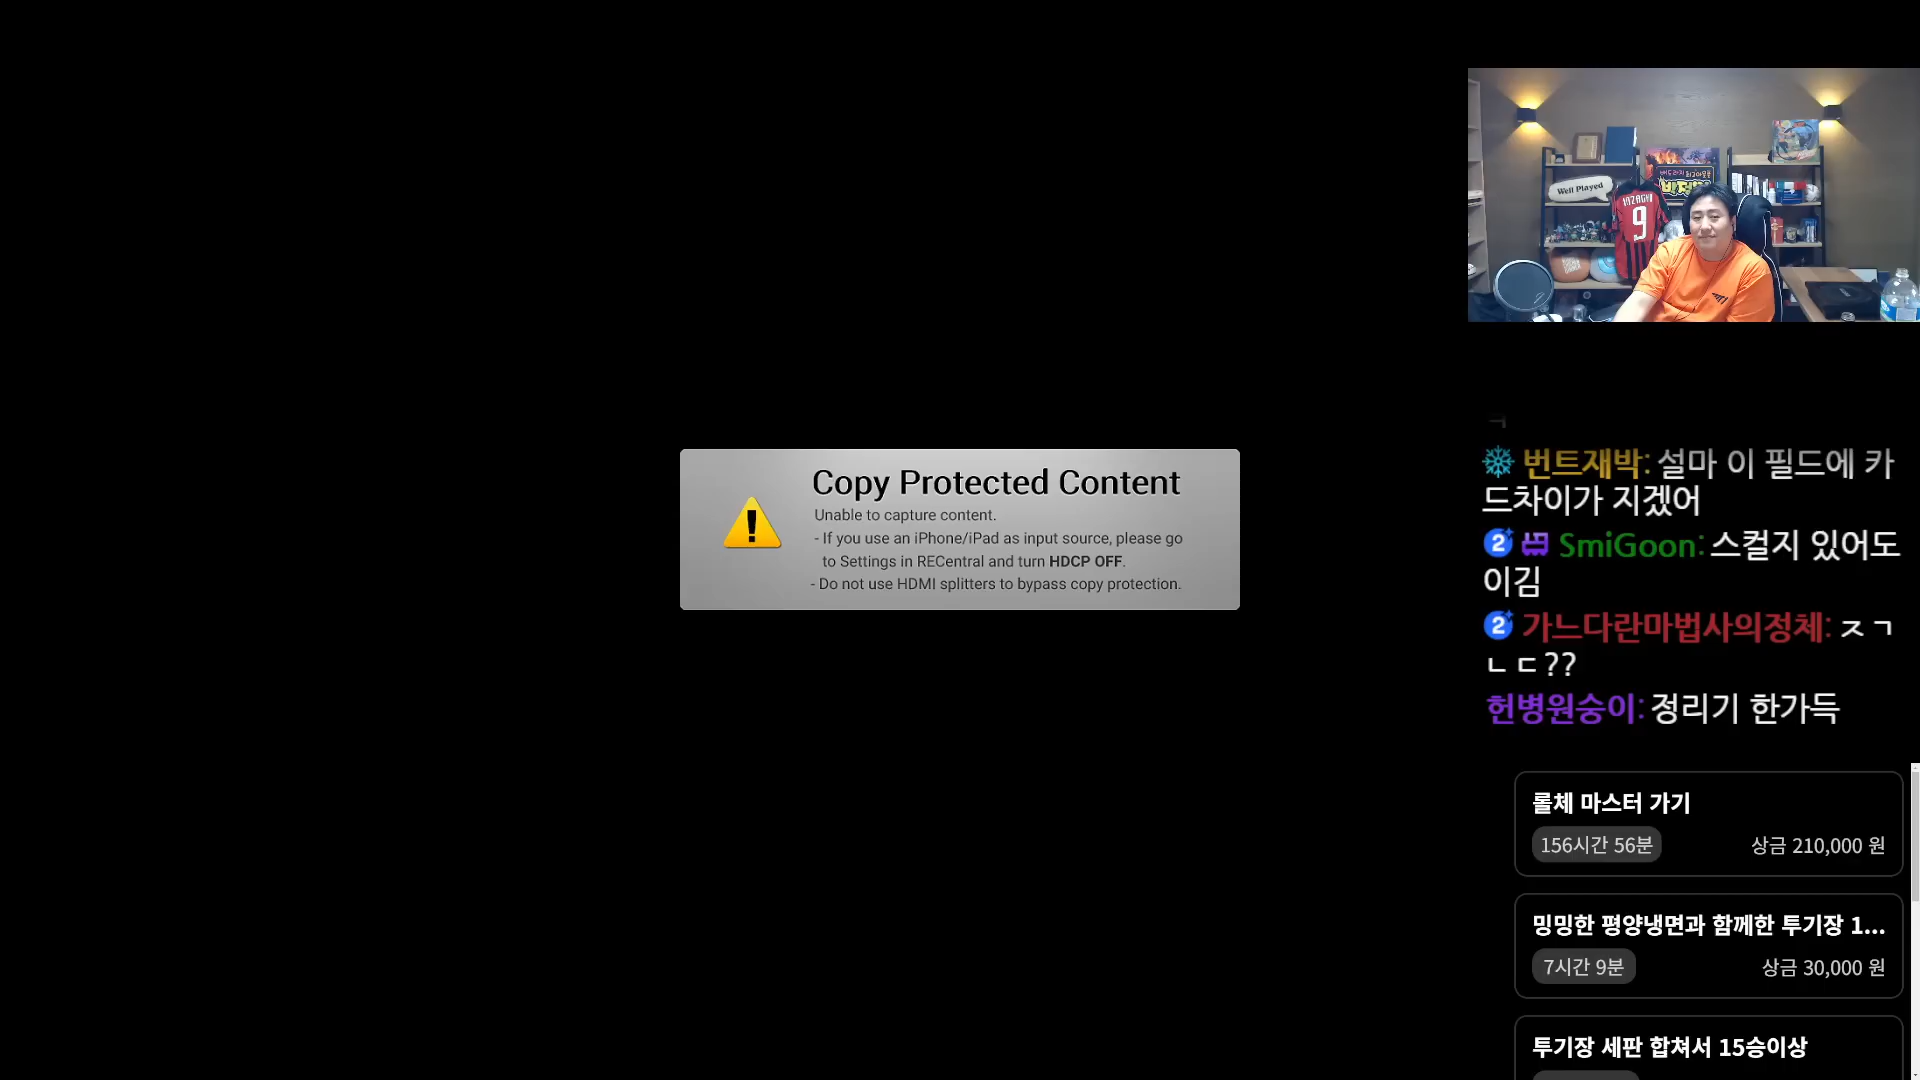 Well Played
9
Copy Protected Content
Unable to capture content.
- If you use an iPhone/iPad as input source, please go
to Settings in RECentral and turn HDCP OFF.
- Do not use HDMI splitters to bypass copy protection.
번트재박: 설마 이 필드에 카
드차이가 지겠어
2 SmiGoon: 스컬지 있어도
이김
2 가느다란마법사의정체: ㅈㄱ
ㄴㄷ??
헌병원숭이: 정리기 한가득
롤체 마스터 가기
156시간 56분
상금 210,000 원
밍밍한 평양냉면과 함께한 투기장 1...
7시간 9분
상금 30,000 원
투기장 세판 합쳐서 15승이상